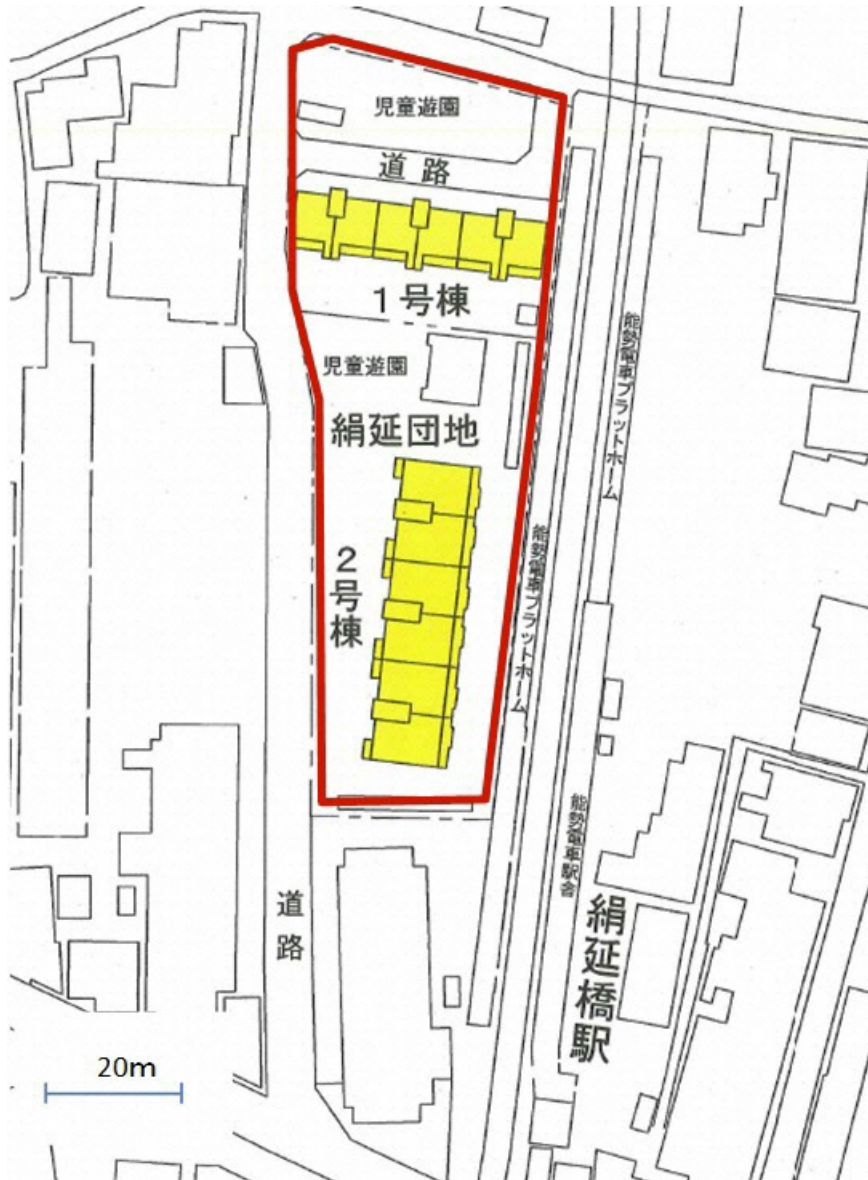 児童遊園
道路
1号棟
児童遊園
絹延団地
2号棟
能勢電車プラットホーム
能勢電車プラットホーム
能勢電車駅舎
絹延橋駅
道路
20m